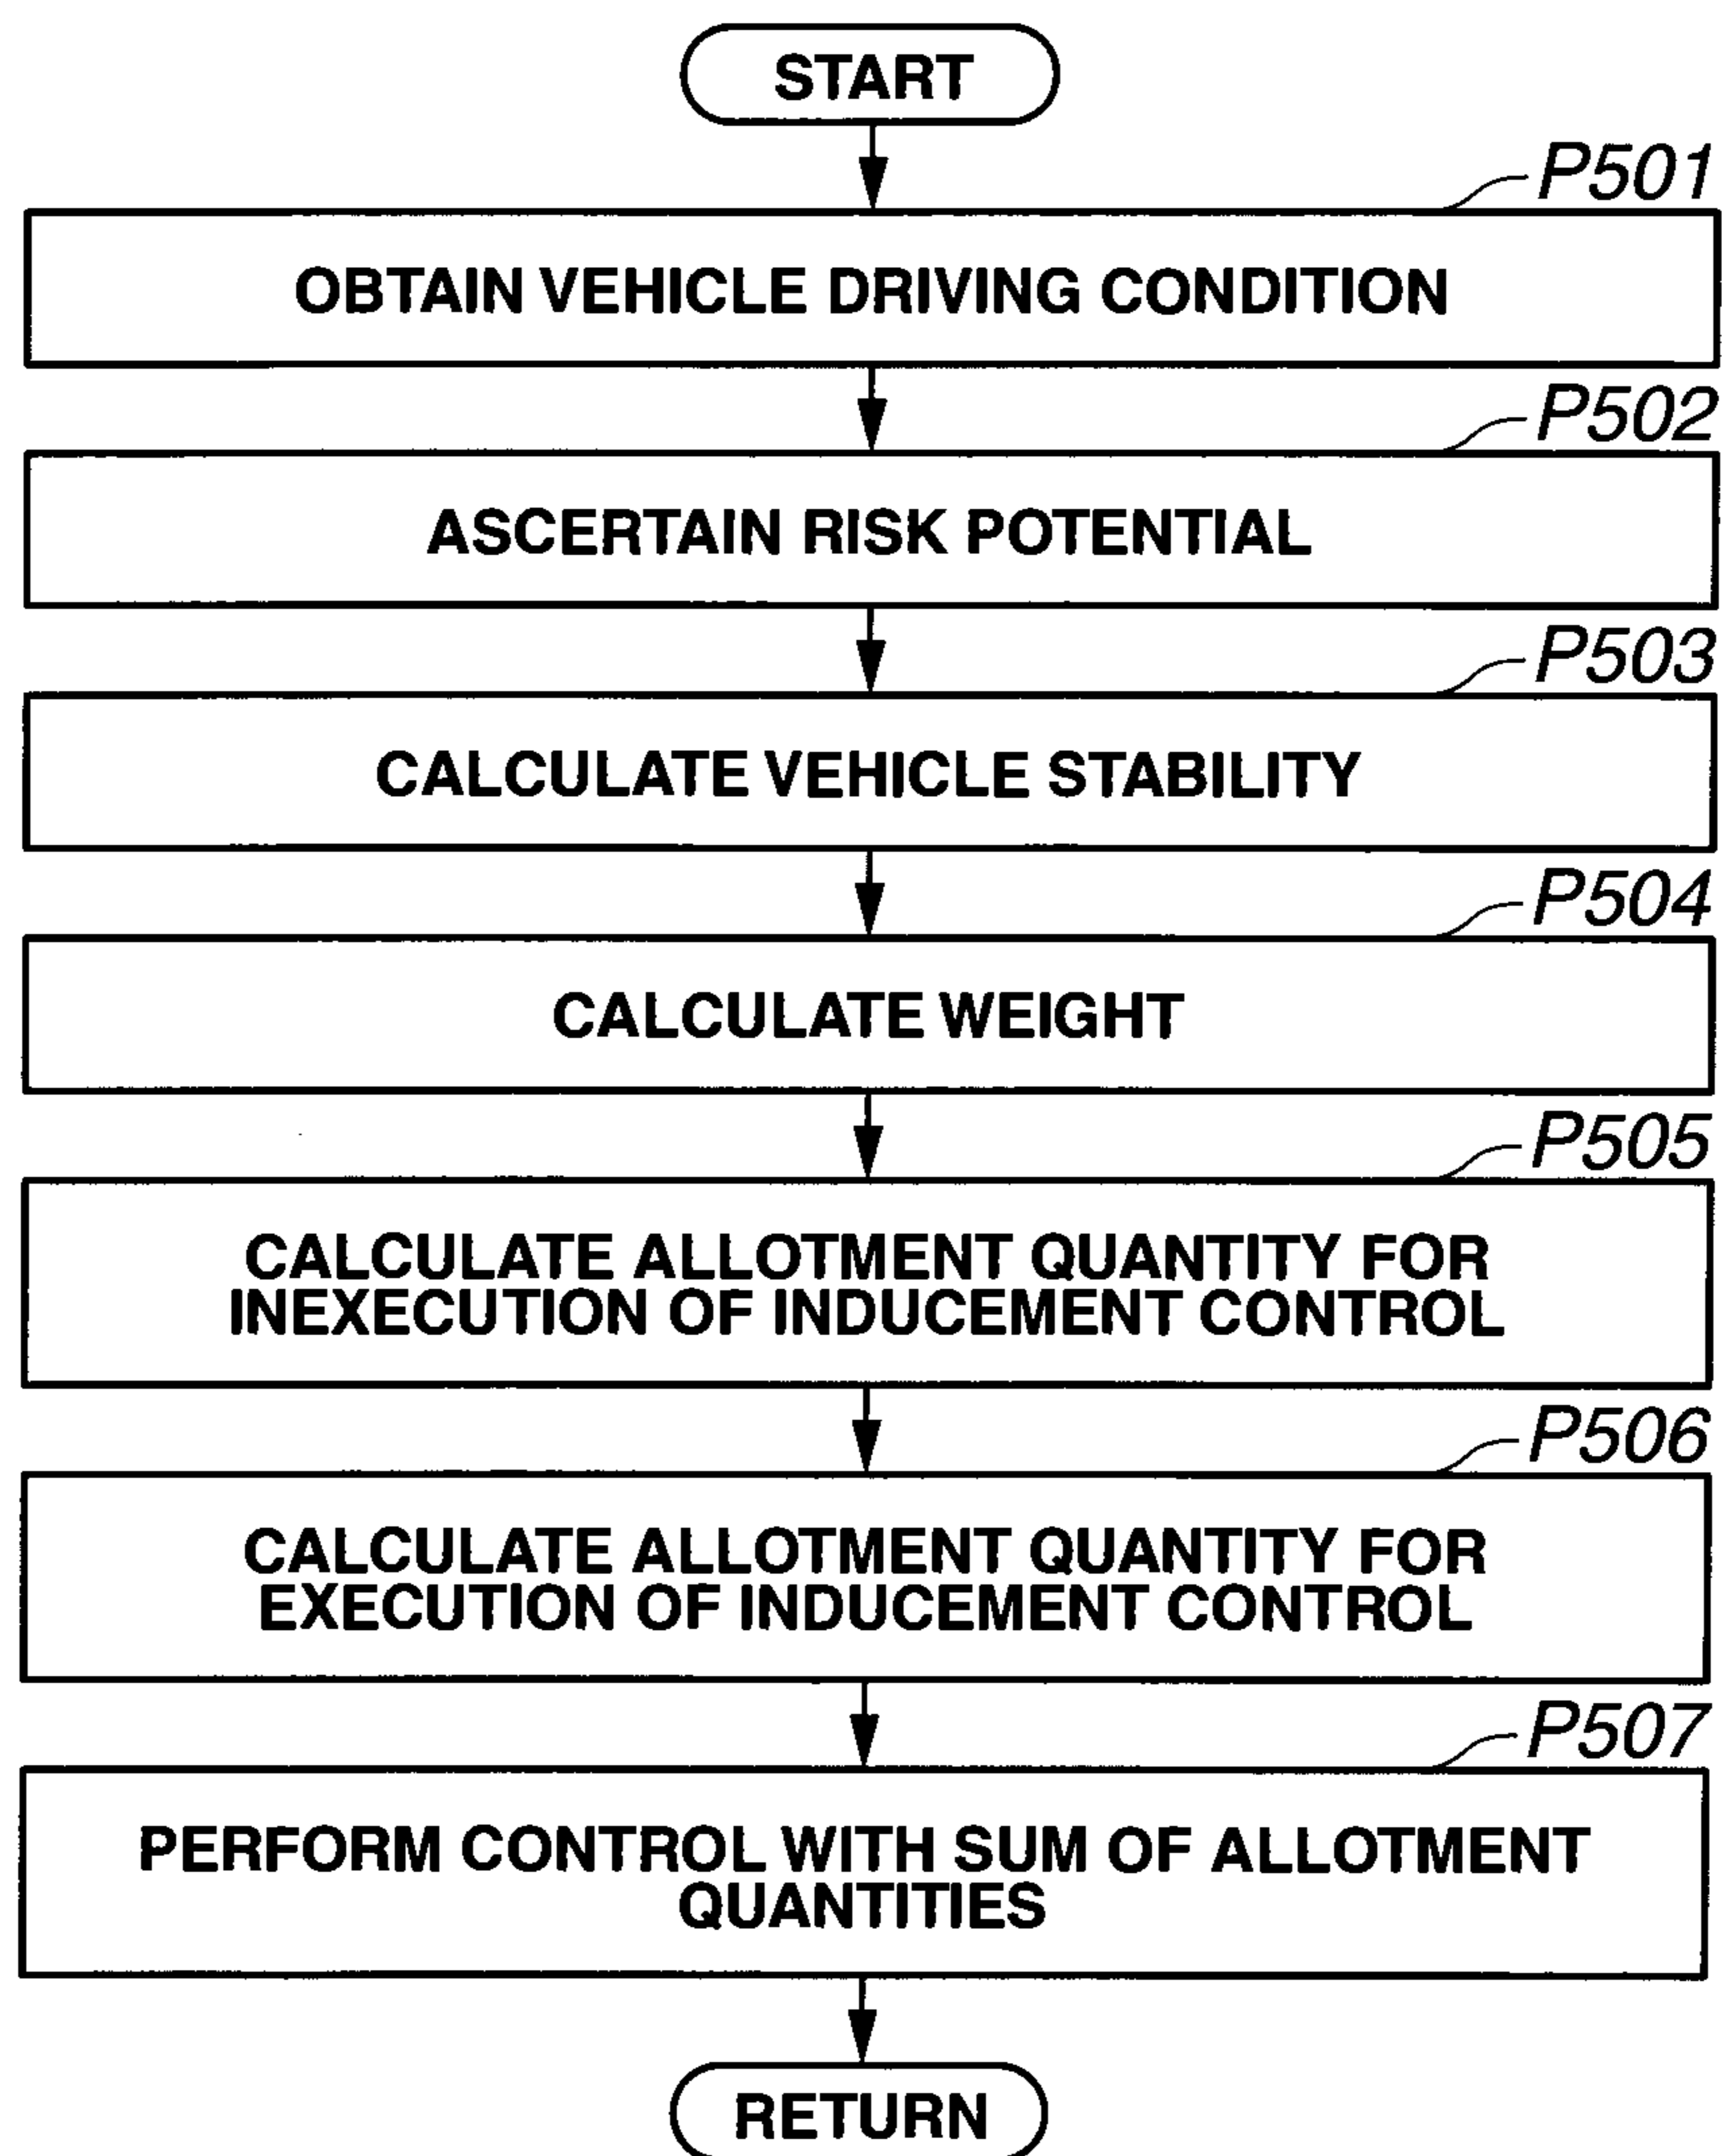 START
P501
OBTAIN VEHICLE DRIVING CONDITION
P502
ASCERTAIN RISK POTENTIAL
P503
CALCULATE VEHICLE STABILITY
P504
CALCULATE WEIGHT
P505
CALCULATE ALLOTMENT QUANTITY FOR
INEXECUTION OF INDUCEMENT CONTROL
P506
CALCULATE ALLOTMENT QUANTITY FOR
EXECUTION OF INDUCEMENT CONTROL
P507
PERFORM CONTROL WITH SUM OF ALLOTMENT
QUANTITIES
RETURN